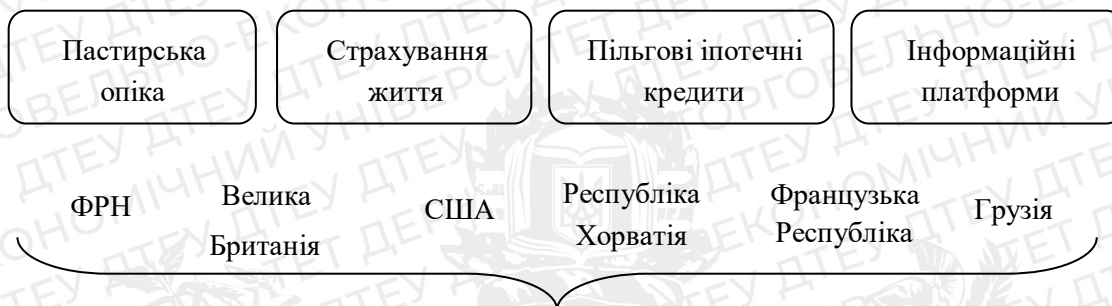 Пастирська
опіка
Страхування
життя
Пільгові іпотечні
кредити
Інформаційні
платформи
ФРН
Велика
Британія
США
Республіка
Хорватія
Французька
Республіка
Грузія